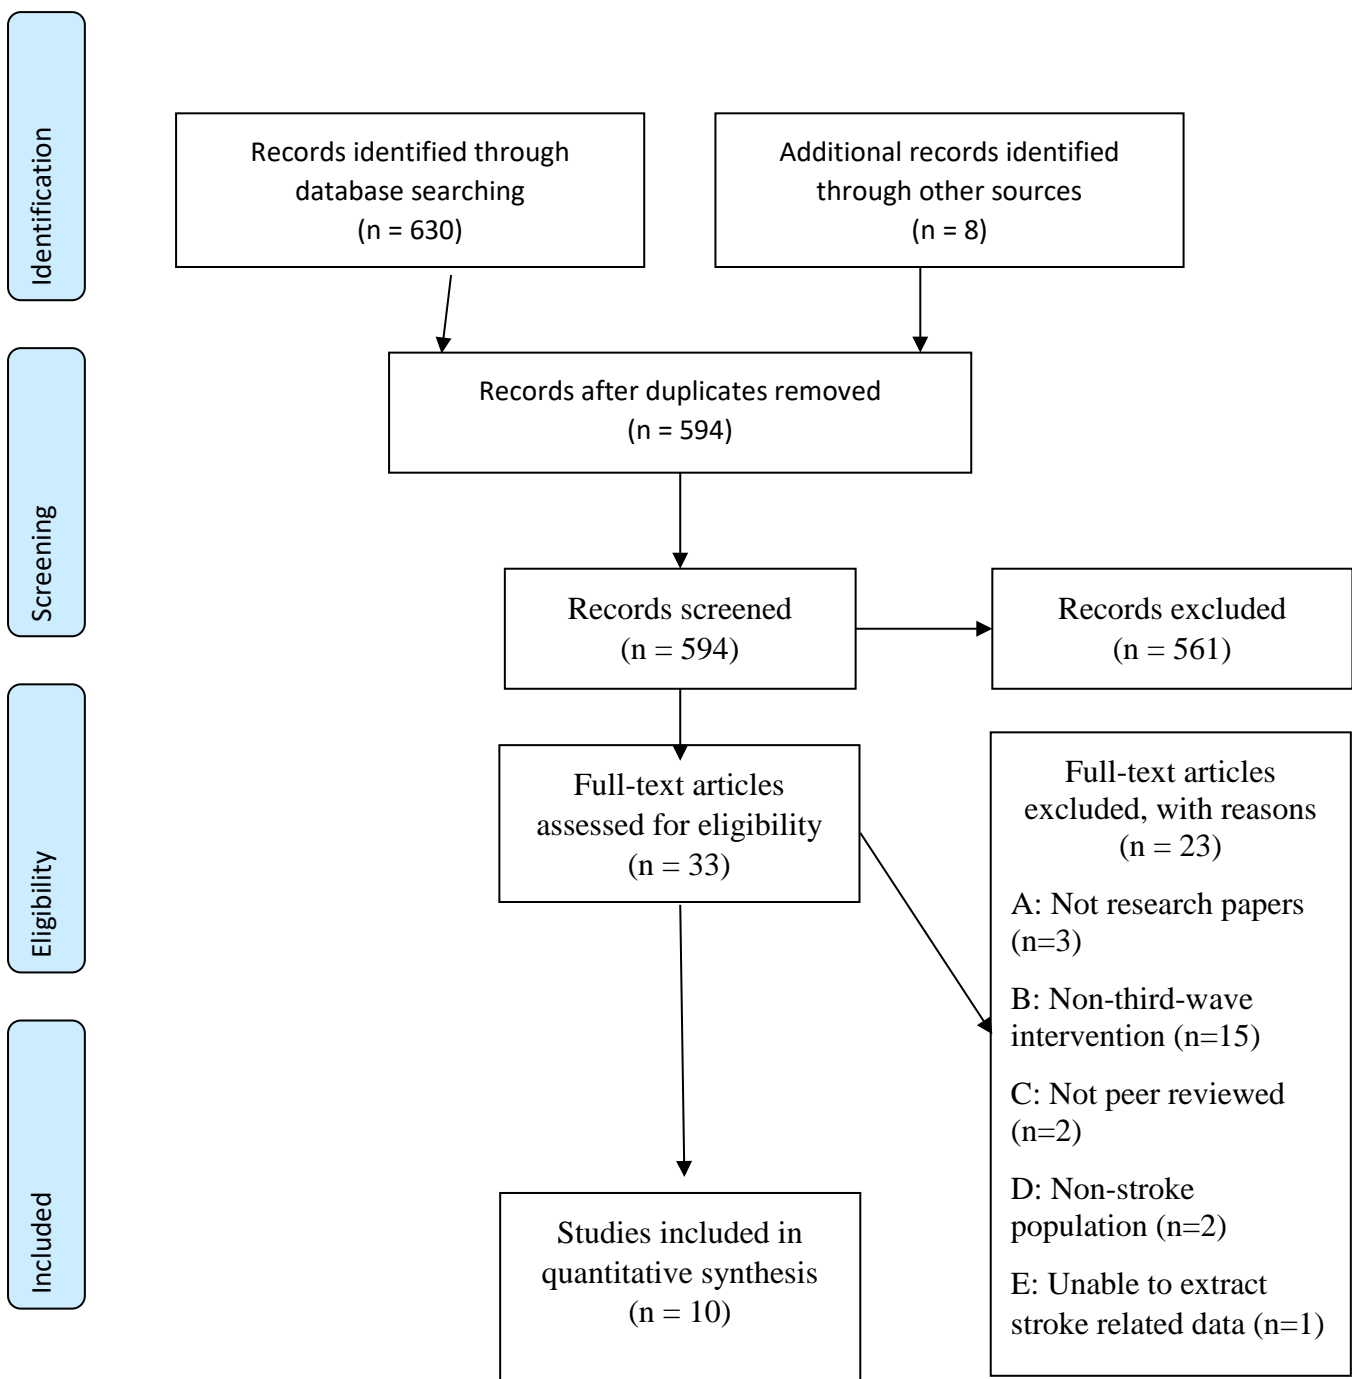 Identification
Records identified through
database searching
(n = 630)
Additional records identified
through other sources
(n = 8)
Records after duplicates removed
(n = 594)
Screening
Records screened
(n = 594)
Records excluded
(n = 561)
Eligibility
Full-text articles
assessed for eligibility
(n = 33)
Full-text articles
excluded, with reasons
(n = 23)
A: Not research papers
(n=3)
B: Non-third-wave
intervention (n=15)
C: Not peer reviewed
(n=2)
D: Non-stroke
population (n=2)
E: Unable to extract
stroke related data (n=1)
Included
Studies included in
quantitative synthesis
(n = 10)